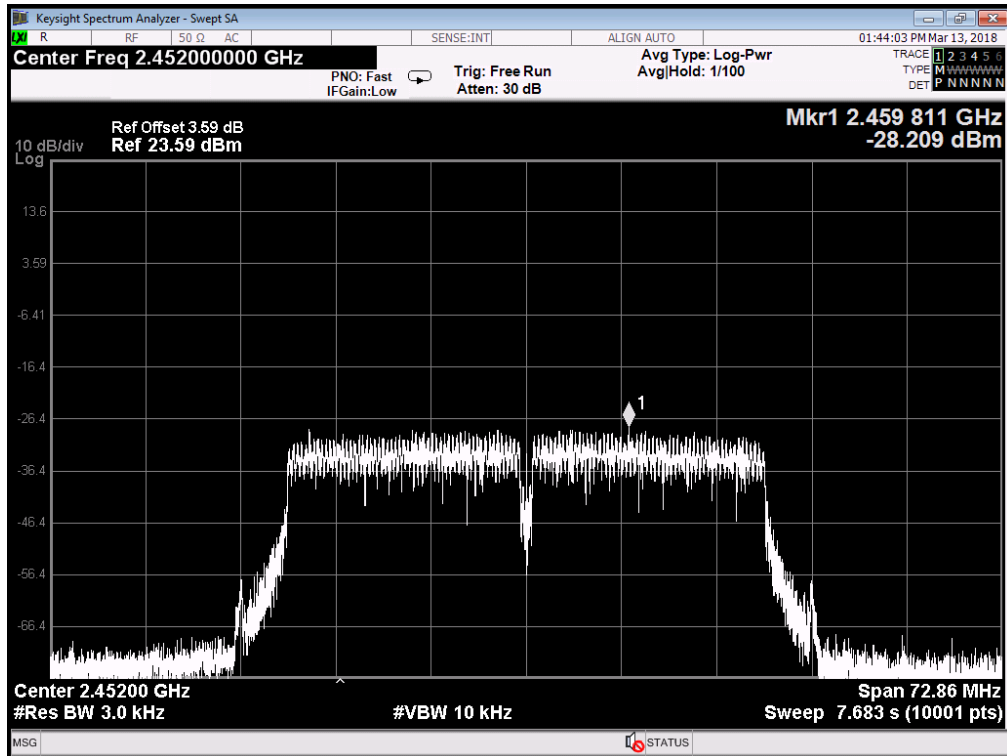 Keysight Spectrum Analyzer - Swept SA
LXI R RF 50 Ω AC SENSE:INT ALIGN AUTO 01:44:03 PM Mar 13, 2018
Center Freq 2.452000000 GHz
PNO: Fast
IFGain:Low
Trig: Free Run
Atten: 30 dB
Avg Type: Log-Pwr
Avg|Hold: 1/100
TRACE 1 2 3 4 5 6
TYPE M WWWWW
DET P N N N N N
Mkr1 2.459 811 GHz
-28.209 dBm
Ref Offset 3.59 dB
10 dB/div Ref 23.59 dBm
Log
13.6
3.59
-6.41
-16.4
1
-26.4
-36.4
-46.4
-56.4
-66.4
Center 2.45200 GHz Span 72.86 MHz
#Res BW 3.0 kHz #VBW 10 kHz Sweep 7.683 s (10001 pts)
MSG STATUS